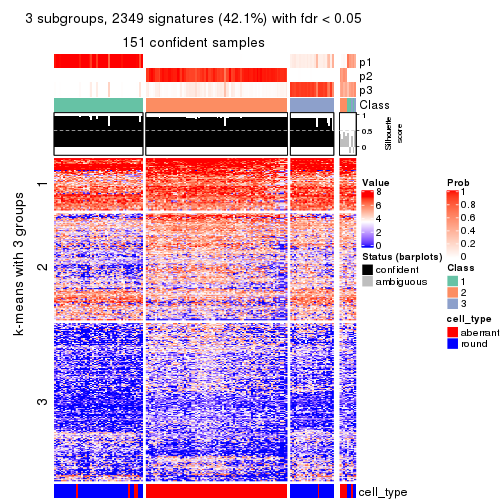 3 subgroups, 2349 signatures (42.1%) with fdr < 0.05
151 confident samples
p1
p2
p3
Class
1
0.5
0
Silhouette
score
k-means with 3 groups
1
2
3
cell_type
Value
8
6
4
2
0
Status (barplots)
confident
ambiguous
Prob
1
0.8
0.6
0.4
0.2
0
Class
1
2
3
cell_type
aberrant
round